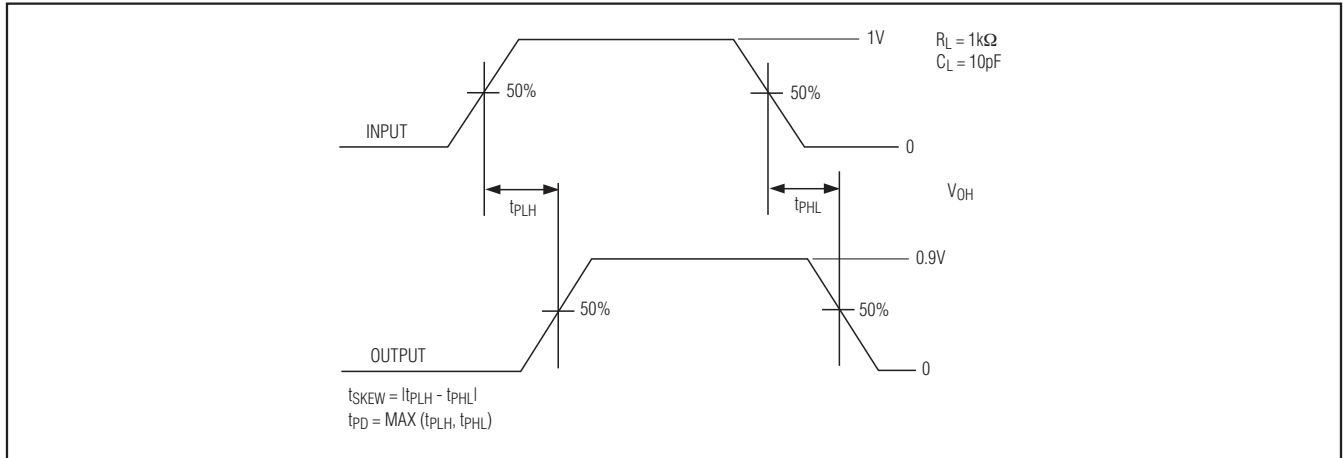 1V
R_L = 1kΩ
C_L = 10pF
50%
50%
INPUT
0
t_PLH
t_PHL
V_OH
0.9V
50%
50%
OUTPUT
0
t_SKEW = |t_PLH - t_PHL|
t_PD = MAX (t_PLH, t_PHL)